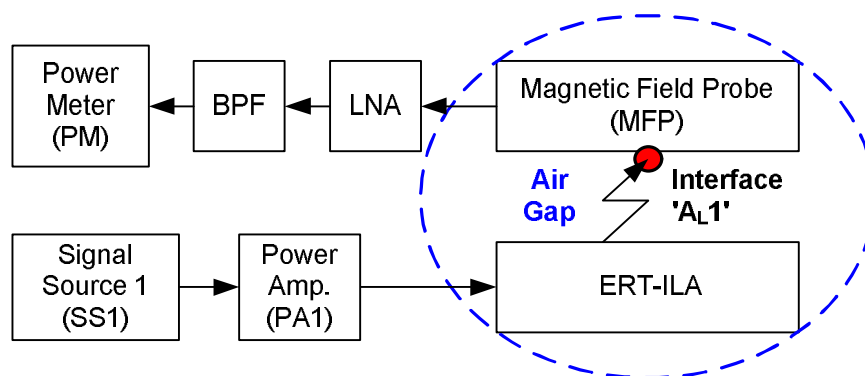 Power
Meter
(PM)
BPF
LNA
Magnetic Field Probe
(MFP)
Air
Gap
Interface
'AL1'
Signal
Source 1
(SS1)
Power
Amp.
(PA1)
ERT-ILA